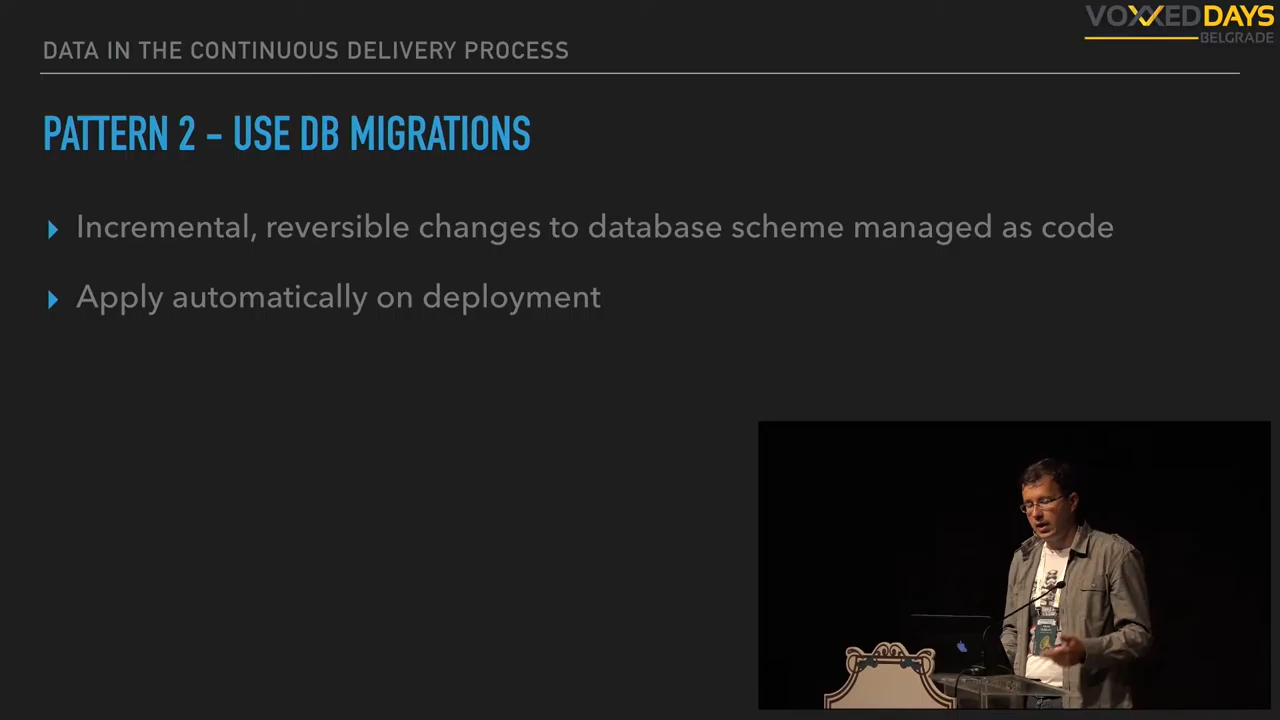 VOXXEDDAYS
BELGRADE
DATA IN THE CONTINUOUS DELIVERY PROCESS
PATTERN 2 - USE DB MIGRATIONS
Incremental, reversible changes to database scheme managed as code
Apply automatically on deployment